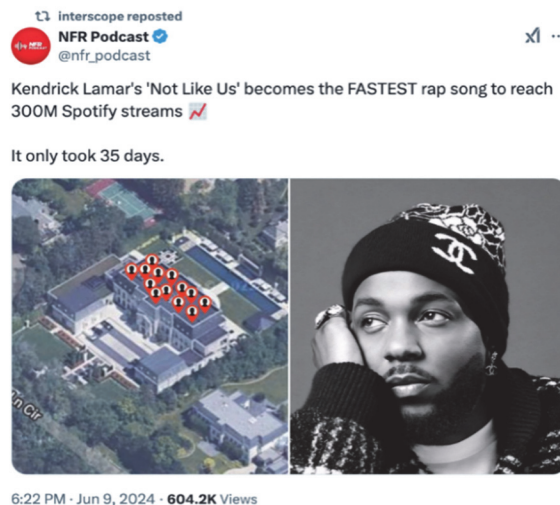 interscope reposted
NFR Podcast
@nfr_podcast
Kendrick Lamar's 'Not Like Us' becomes the FASTEST rap song to reach
300M Spotify streams 📈
It only took 35 days.
n Cir
6:22 PM · Jun 9, 2024 · 604.2K Views